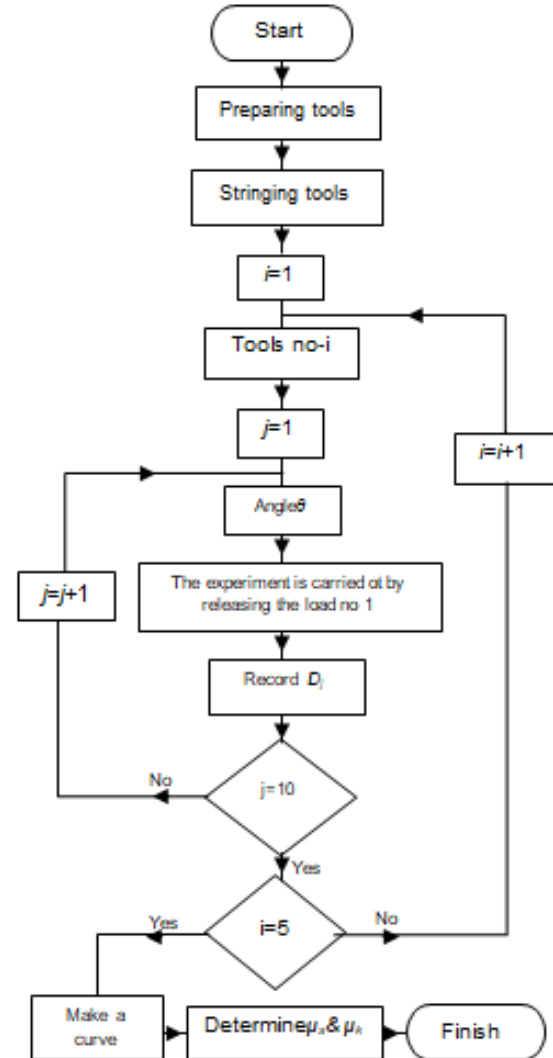 Start
Preparing tools
Stringing tools
i=1
Tools no-i
j=1
i=i+1
Angleθ
j=j+1
The experiment is carried ot by
releasing the load no 1
Record Dj
No
j=10
Yes
Yes
i=5
No
Make a
curve
Determineμs&μk
Finish